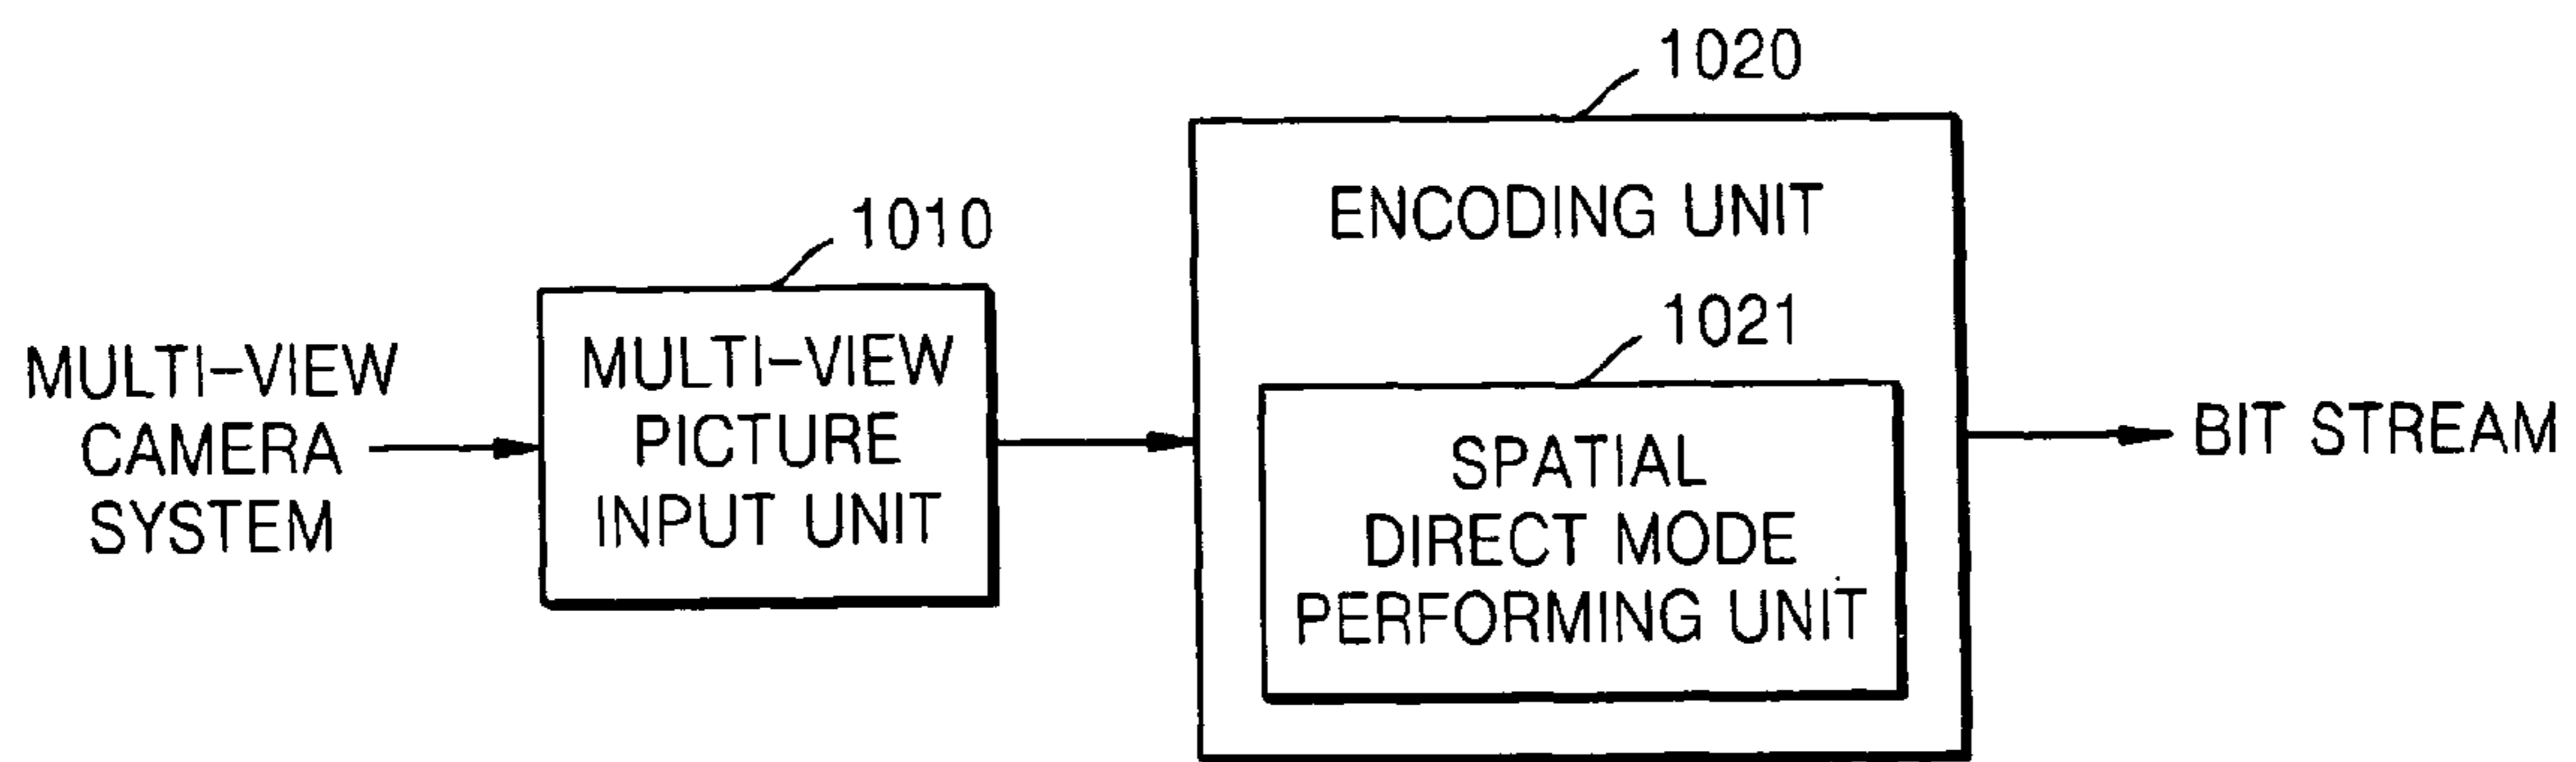 1020
ENCODING UNIT
1010
1021
MULTI-VIEW
CAMERA
SYSTEM
MULTI-VIEW
PICTURE
INPUT UNIT
SPATIAL
DIRECT MODE
PERFORMING UNIT
BIT STREAM